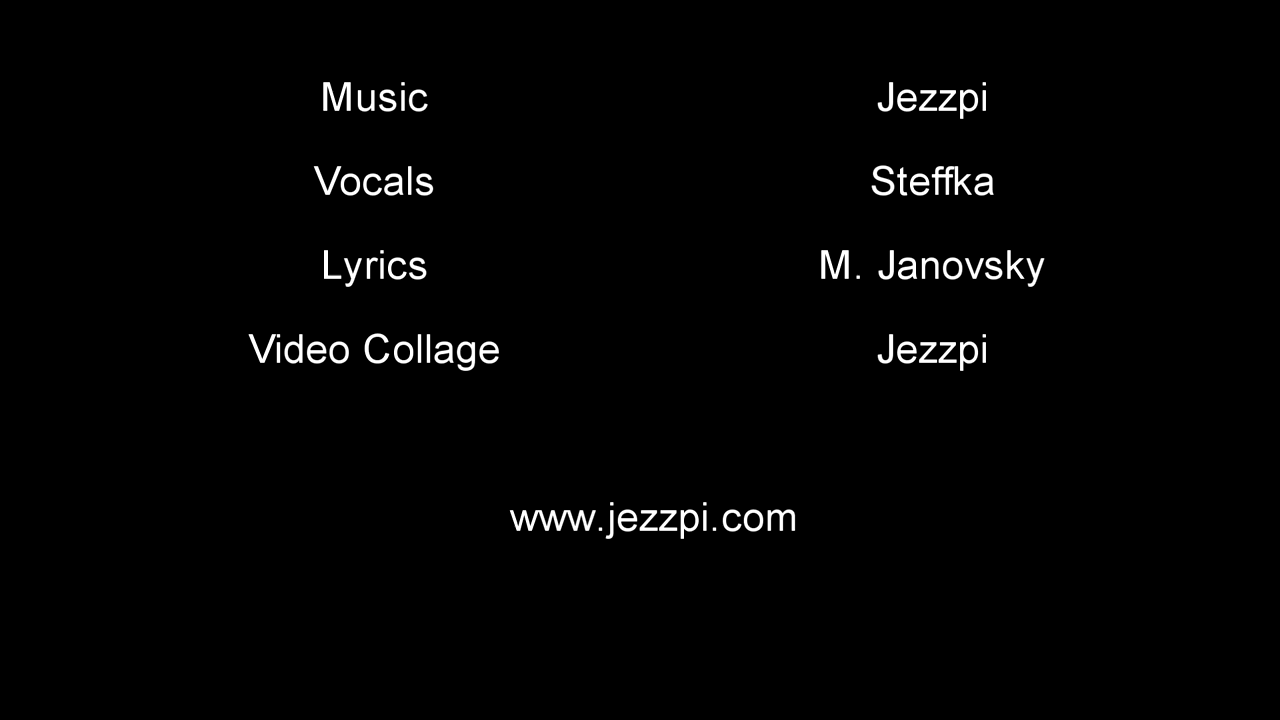 Music Jezzpi
Vocals Steffka
Lyrics M. Janovsky
Video Collage Jezzpi
www.jezzpi.com